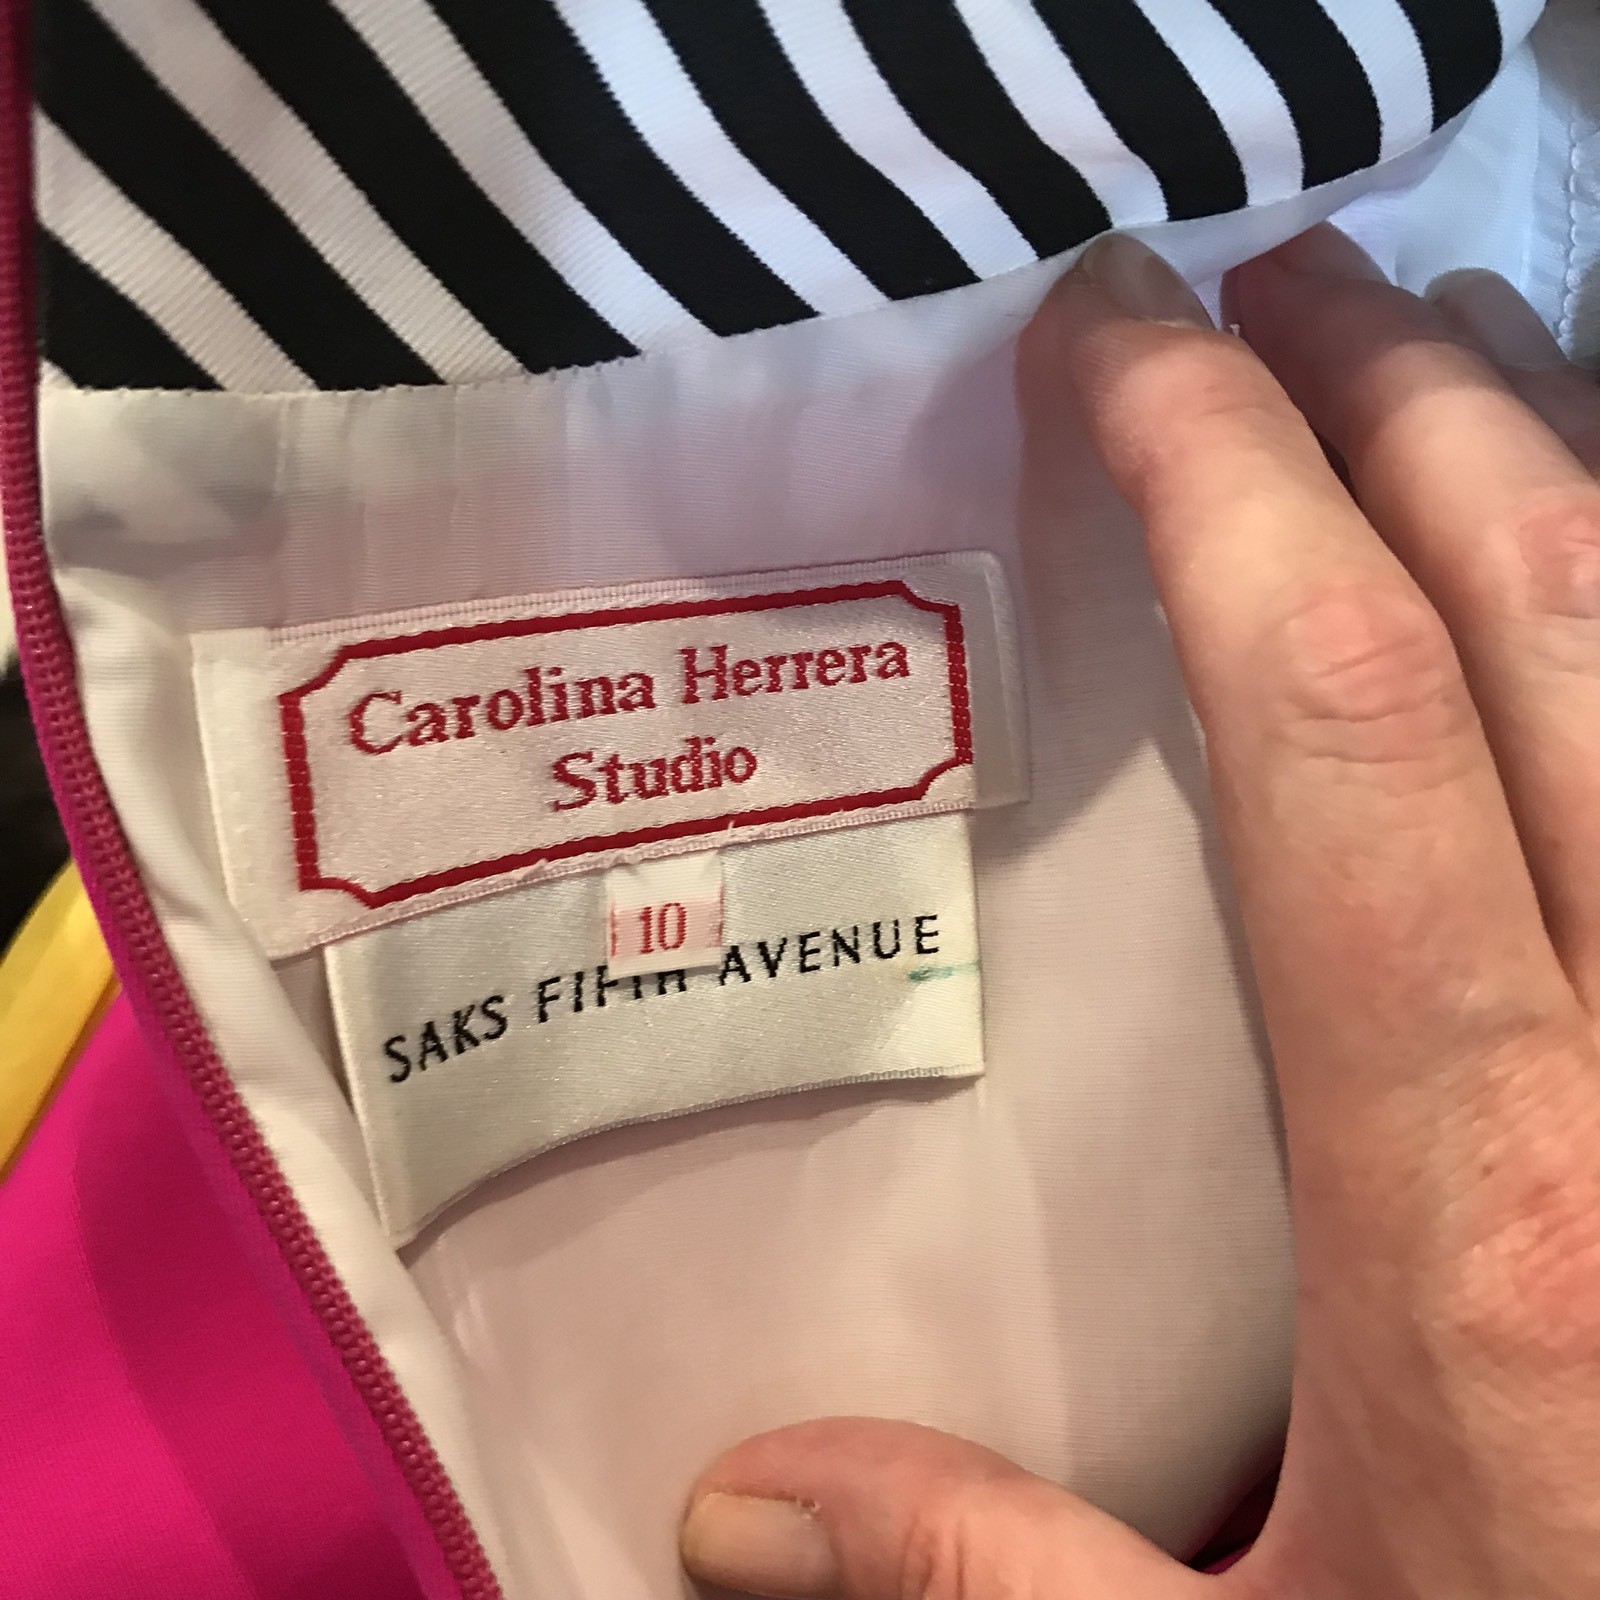 Carolina Herrera
Studio
10
SAKS FIFTH AVENUE